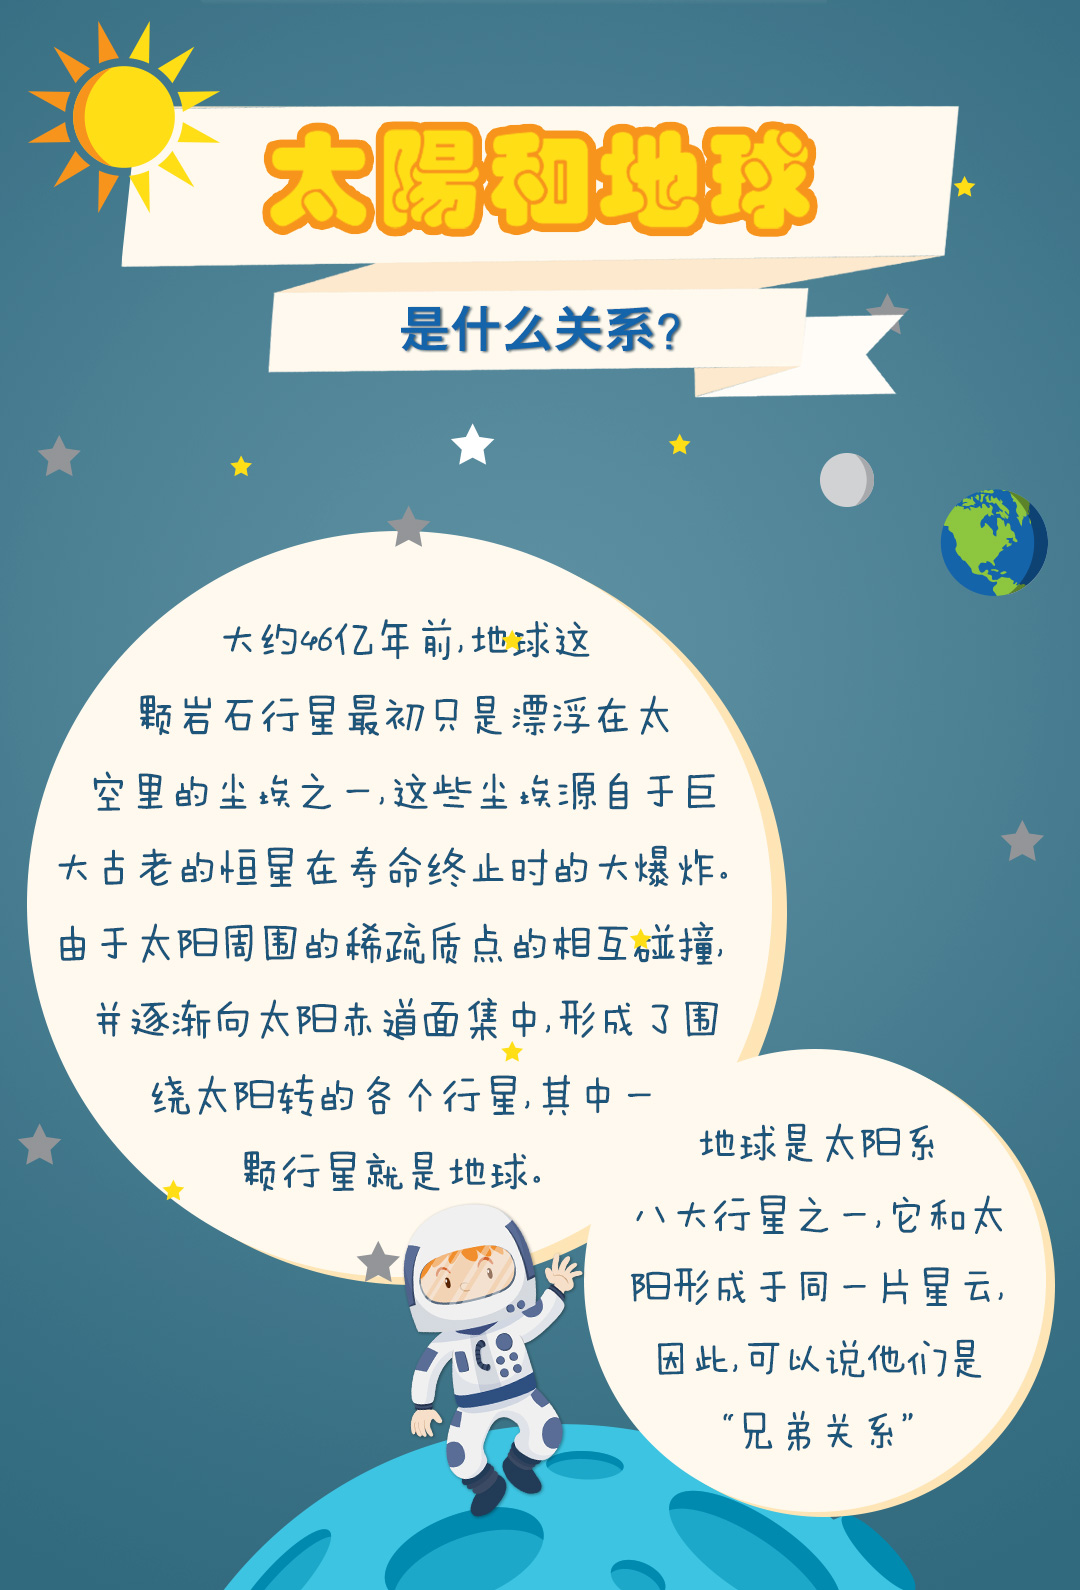 太陽和地球
是什么关系?
大约46亿年前,地球这
颗岩石行星最初只是漂浮在太
空里的尘埃之一,这些尘埃源自于巨
大古老的恒星在寿命终止时的大爆炸。
由于太阳周围的稀疏质点的相互碰撞,
并逐渐向太阳赤道面集中,形成了围
绕太阳转的各个行星,其中一
颗行星就是地球。
地球是太阳系
八大行星之一,它和太
阳形成于同一片星云,
因此,可以说他们是
“兄弟关系”